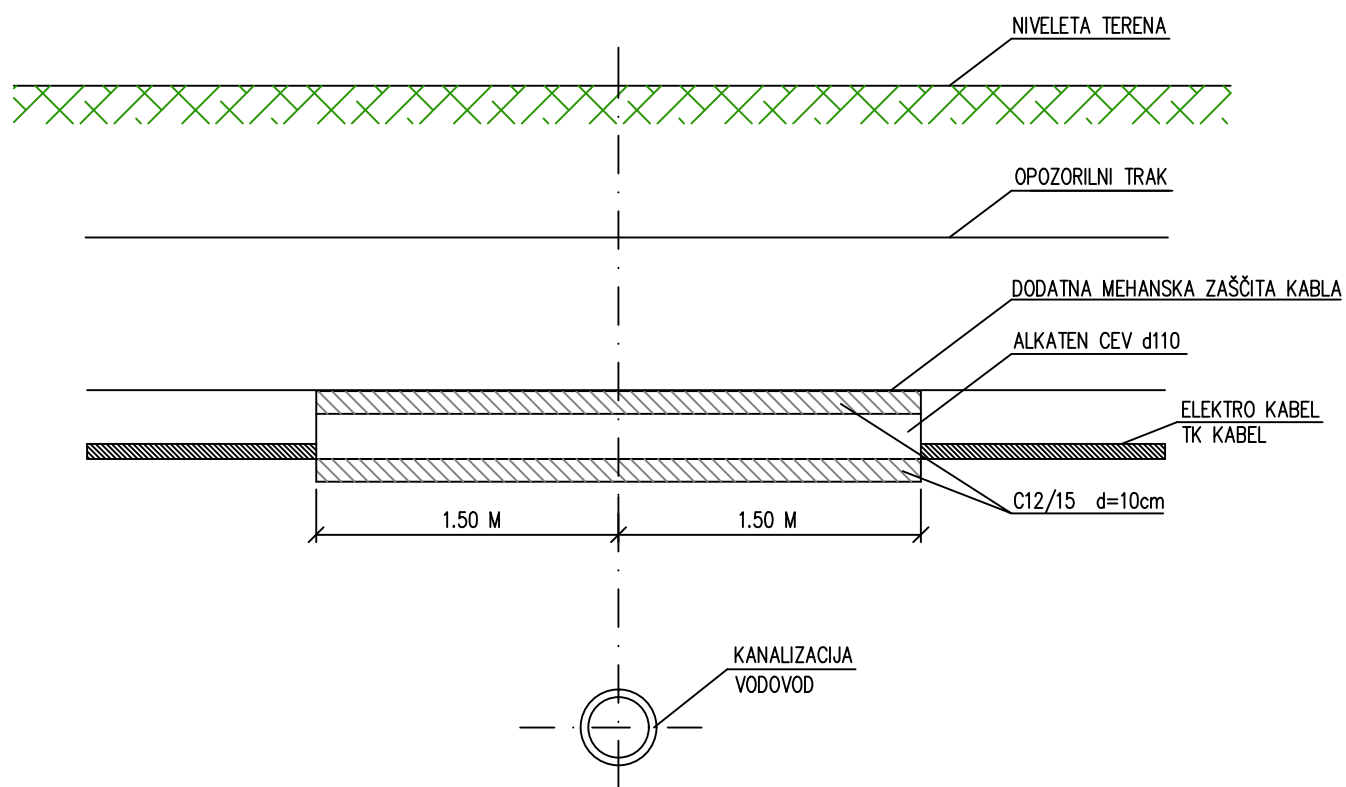 NIVELETA TERENA
OPOZORILNI TRAK
DODATNA MEHANSKA ZAŠČITA KABLA
ALKATEN CEV d110
ELEKTRO KABEL
TK KABEL
C12/15 d=10cm
1.50 M
1.50 M
KANALIZACIJA
VODOVOD